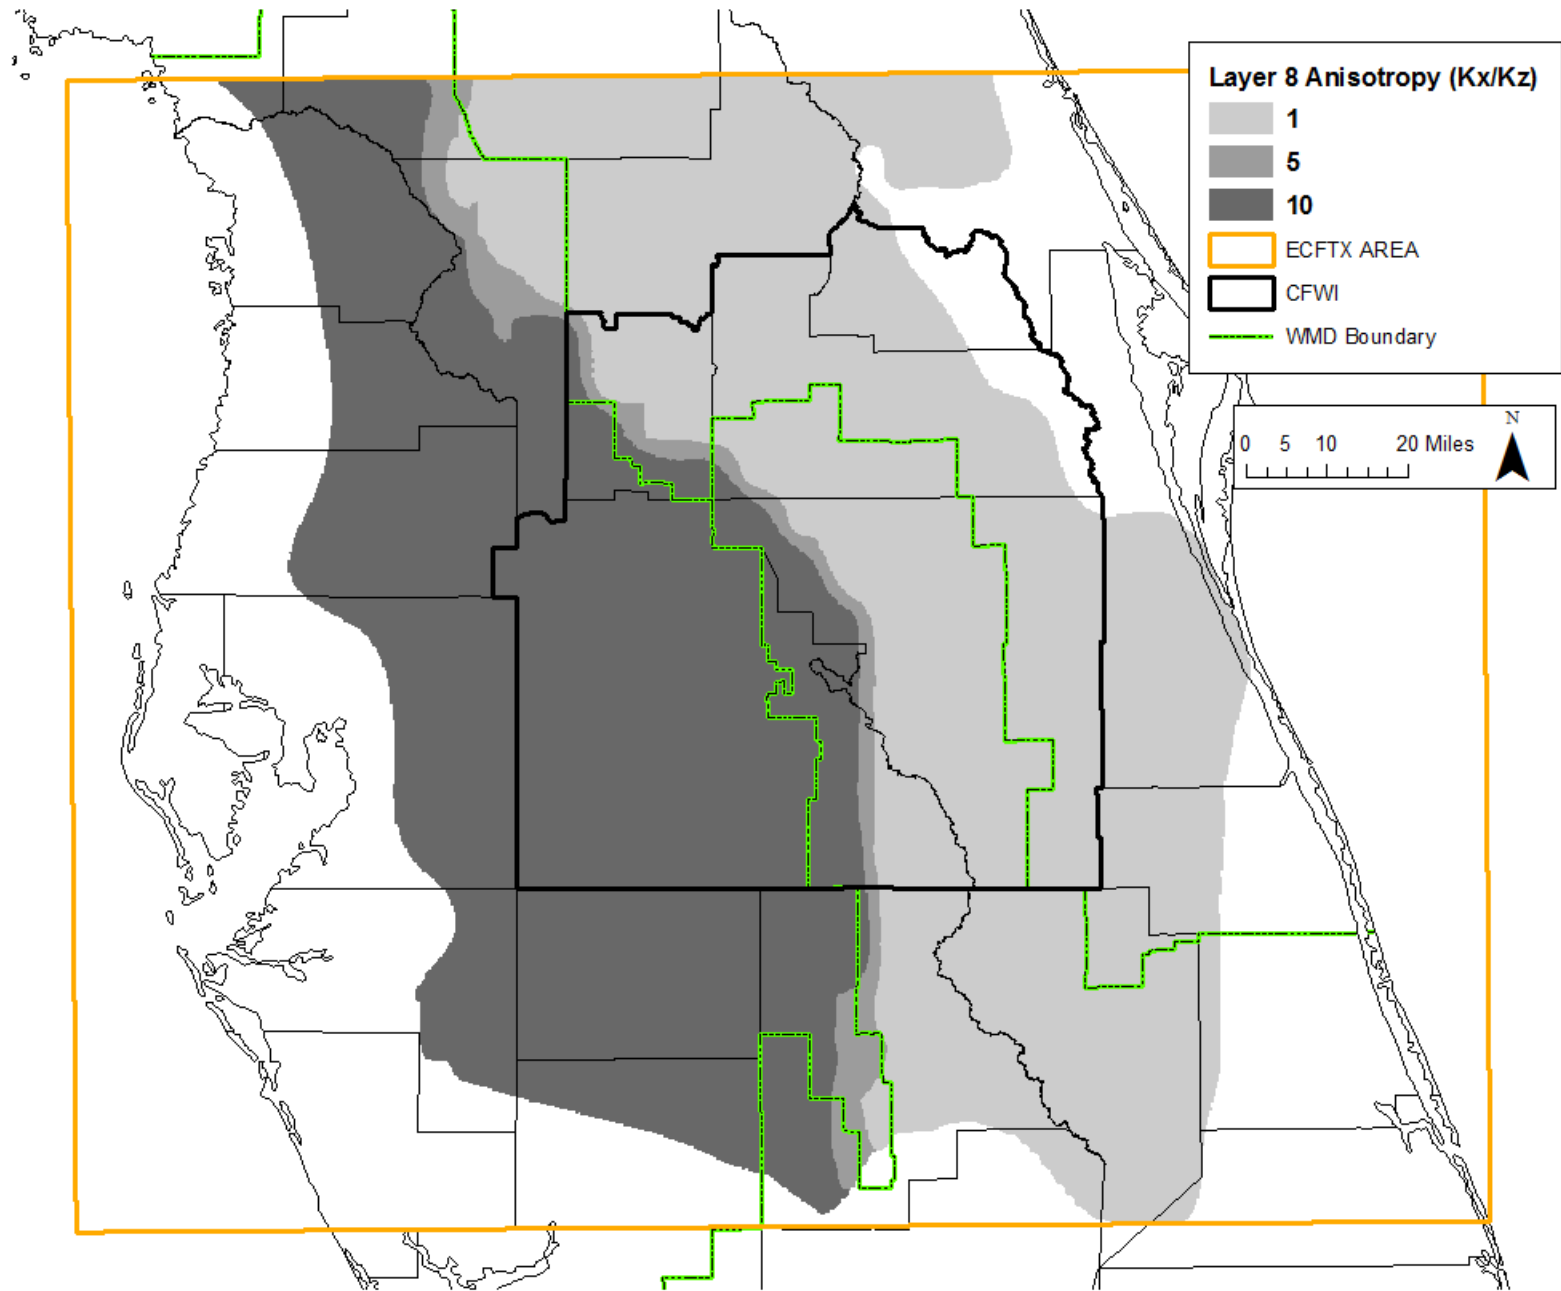 Layer 8 Anisotropy (Kx/Kz)
1
5
10
ECFTX AREA
CFWI
WMD Boundary
N
0 5 10 20 Miles